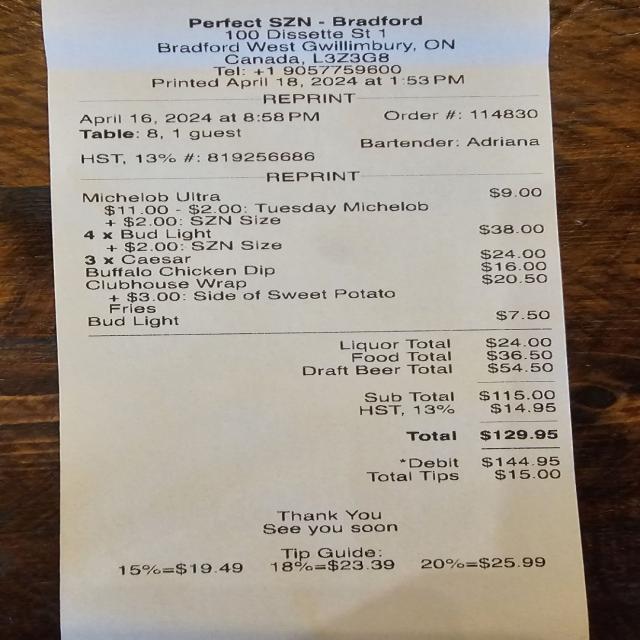 Perfect SZN - Bradford
100 Dissette St 1
Bradford West Gwillimbury, ON
Canada, L3Z3G8
Tel: +1 9057759600
Printed April 18, 2024 at 1:53 PM
REPRINT
April 16, 2024 at 8:58 PM Order #: 114830
Table: 8, 1 guest
Bartender: Adriana
HST, 13% #: 819256686
REPRINT
Michelob Ultra $9.00
$11.00 - $2.00: Tuesday Michelob
+ $2.00: SZN Size
4 x Bud Light $38.00
+ $2.00: SZN Size
3 x Caesar $24.00
Buffalo Chicken Dip $16.00
Clubhouse Wrap $20.50
+ $3.00: Side of Sweet Potato
Fries
Bud Light $7.50
Liquor Total $24.00
Food Total $36.50
Draft Beer Total $54.50
Sub Total $115.00
HST, 13% $14.95
Total $129.95
*Debit $144.95
Total Tips $15.00
Thank You
See you soon
Tip Guide:
15%=$19.49 18%=$23.39 20%=$25.99